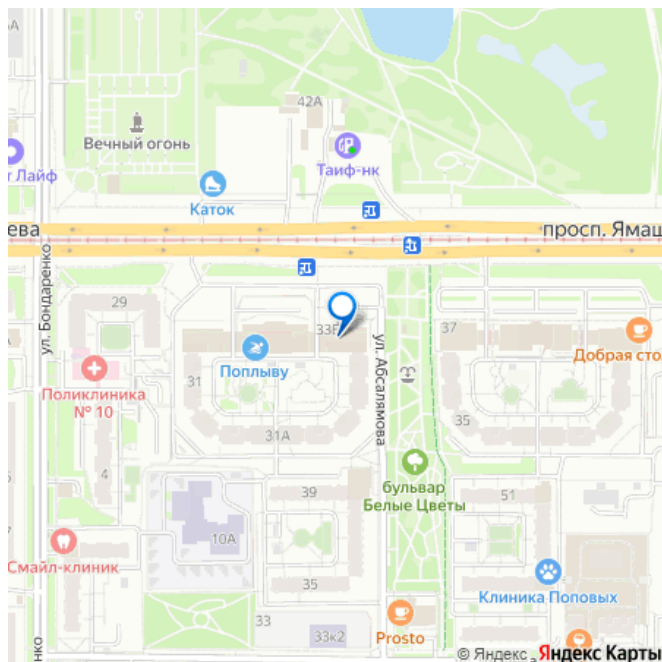 42А
Вечный огонь
т Лайф
Таиф-нк
Каток
ева
просп. Ямаш
ул. Бондаренко
29
33Б
37
ул. Абсалямова
Добрая сто
Поплыву
Поликлиника
№ 10
31
35
31А
4
бульвар
Белые Цветы
39
51
10А
Смайл-клиник
35
Клиника Поповых
33
33к2
Prosto
нко
© Яндекс
Яндекс Карты